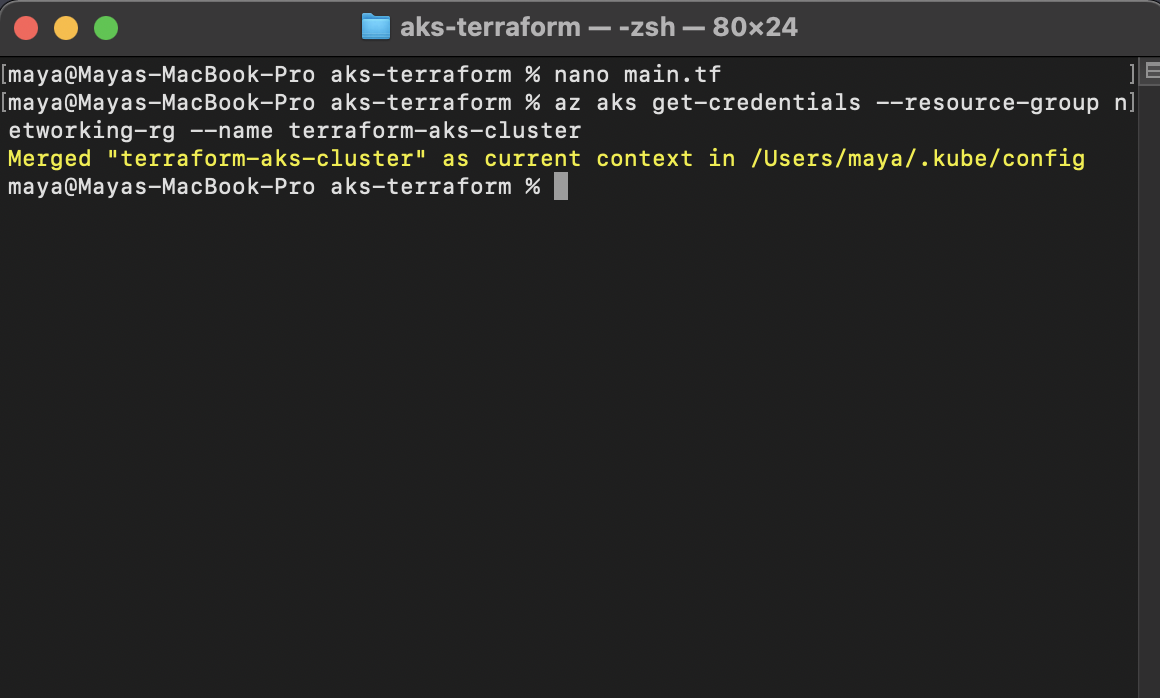 aks-terraform — -zsh — 80×24
[maya@Mayas-MacBook-Pro aks-terraform % nano main.tf ]
[maya@Mayas-MacBook-Pro aks-terraform % az aks get-credentials --resource-group n]
etworking-rg --name terraform-aks-cluster
Merged "terraform-aks-cluster" as current context in /Users/maya/.kube/config
maya@Mayas-MacBook-Pro aks-terraform %